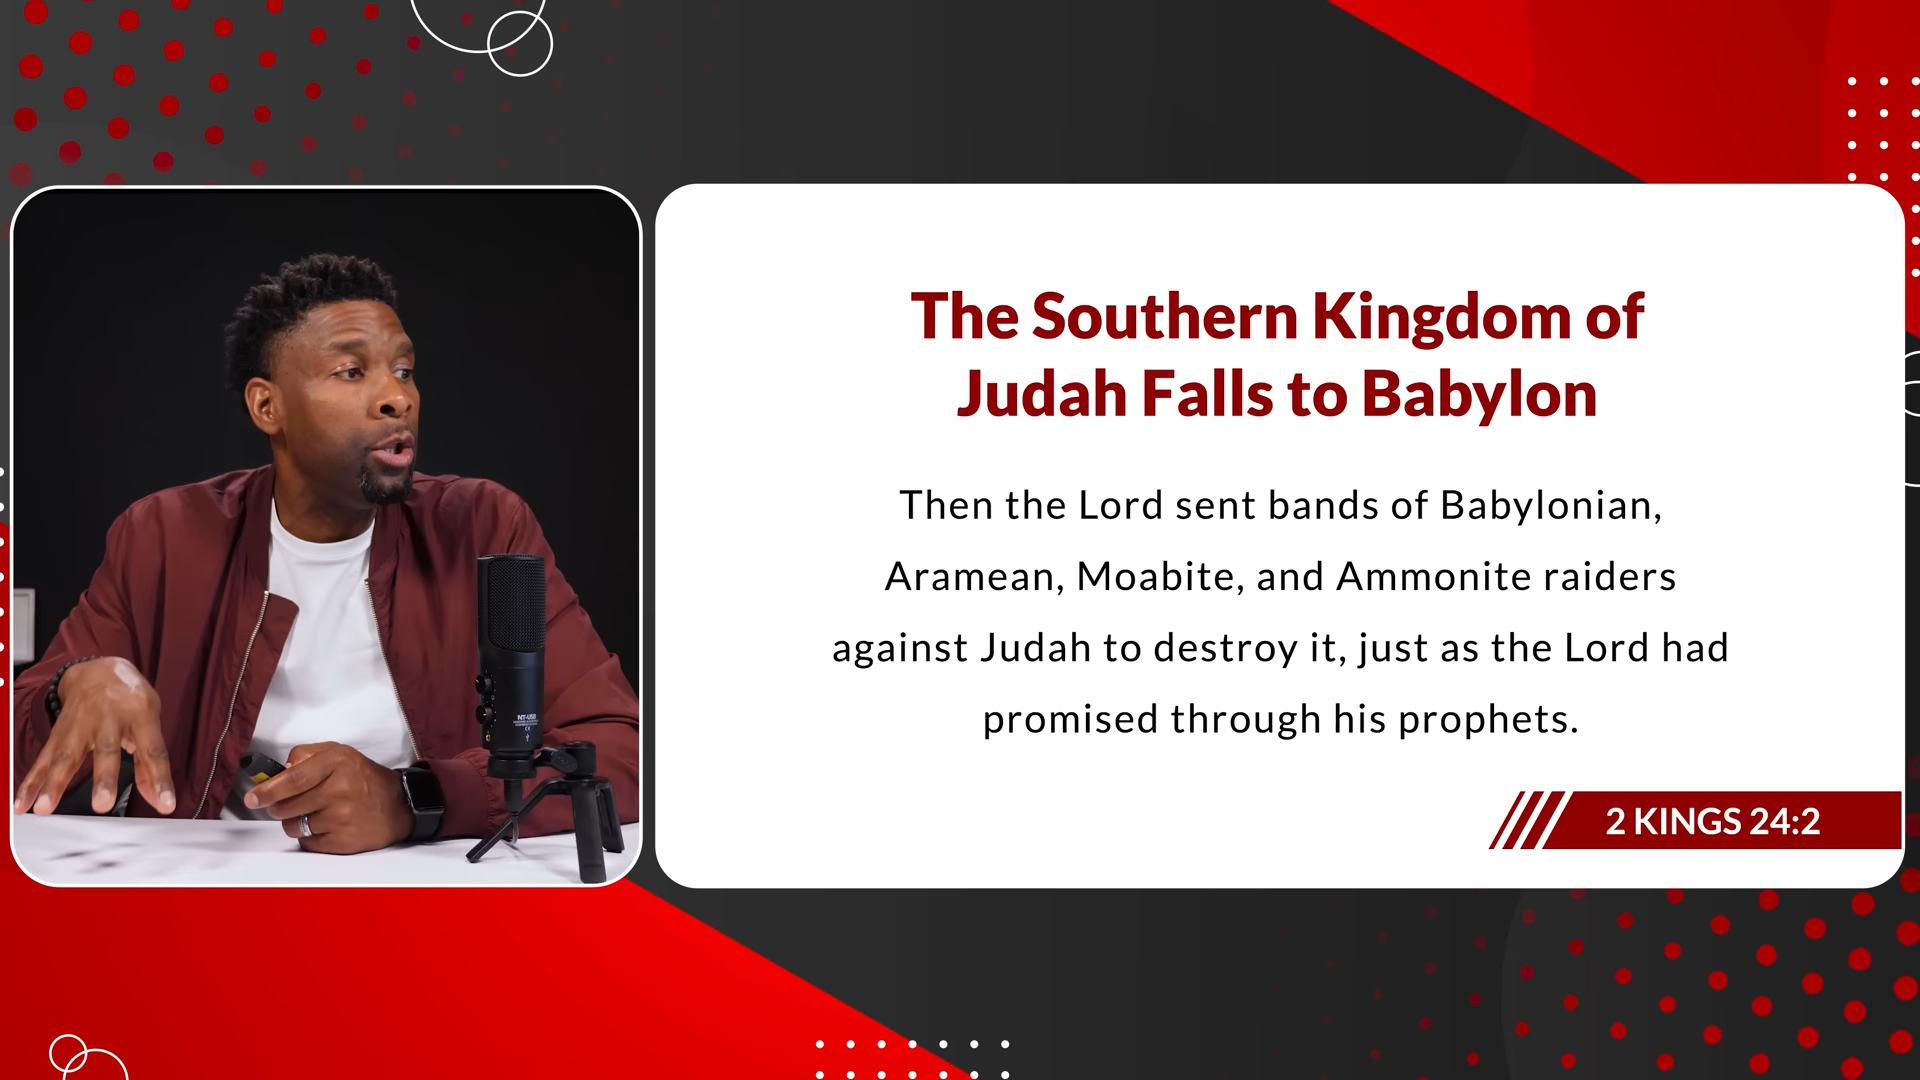 The Southern Kingdom of
Judah Falls to Babylon
Then the Lord sent bands of Babylonian,
Aramean, Moabite, and Ammonite raiders
against Judah to destroy it, just as the Lord had
promised through his prophets.
2 KINGS 24:2
NT-USB